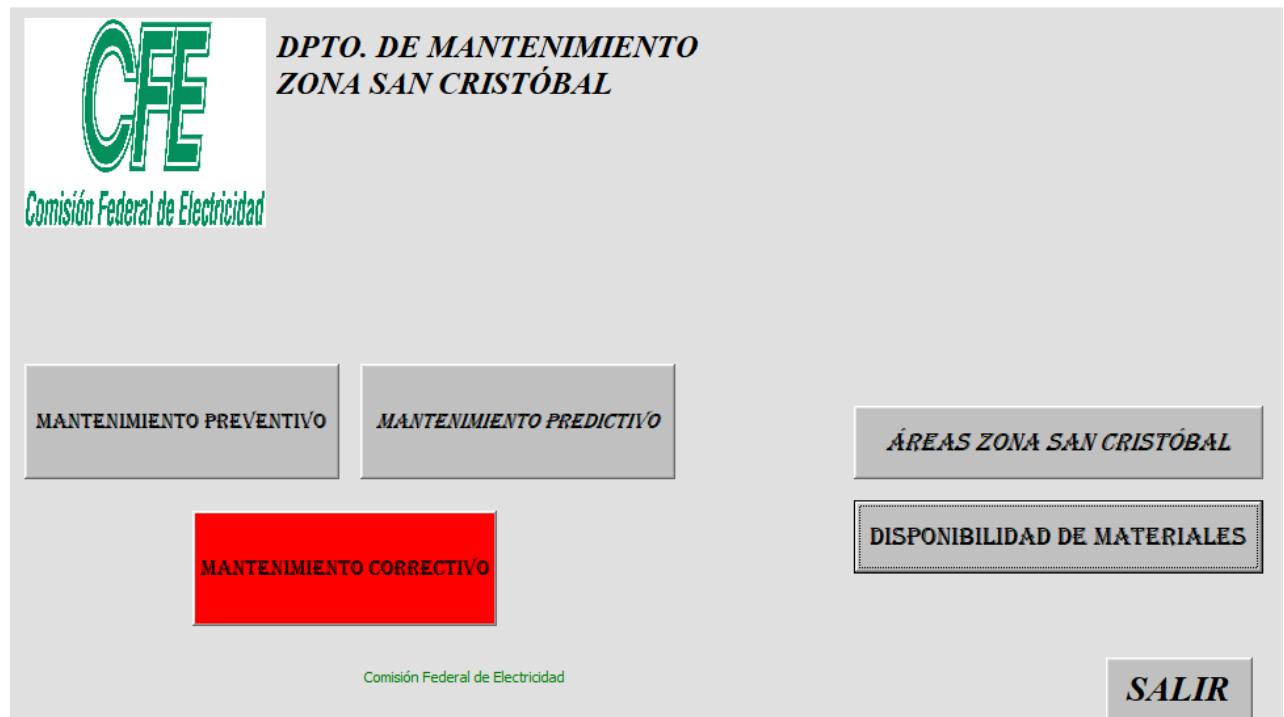 CFE
DPTO. DE MANTENIMIENTO
ZONA SAN CRISTÓBAL
Comisión Federal de Electricidad
MANTENIMIENTO PREVENTIVO
MANTENIMIENTO PREDICTIVO
ÁREAS ZONA SAN CRISTÓBAL
DISPONIBILIDAD DE MATERIALES
MANTENIMIENTO CORRECTIVO
Comisión Federal de Electricidad
SALIR